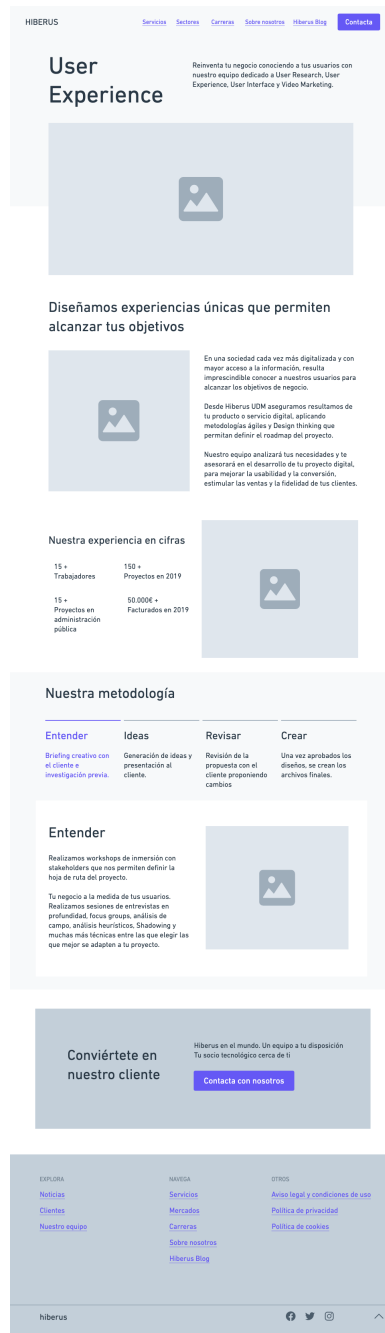 HIBERUS
Servicios Sectores Carreras Sobre nosotros Hiberus Blog Contacta
User
Experience
Reinventa tu negocio conociendo a tus usuarios con
nuestro equipo dedicado a User Research, User
Experience, User Interface y Video Marketing.
Diseñamos experiencias únicas que permiten
alcanzar tus objetivos
En una sociedad cada vez más digitalizada y con
mayor acceso a la información, resulta
imprescindible conocer a nuestros usuarios para
alcanzar los objetivos de negocio.
Desde Hiberus UDM aseguramos resultamos de
tu producto o servicio digital, aplicando
metodologías ágiles y Design thinking que
permitan definir el roadmap del proyecto.
Nuestro equipo analizará tus necesidades y te
asesorará en el desarrollo de tu proyecto digital,
para mejorar la usabilidad y la conversión,
estimular las ventas y la fidelidad de tus clientes.
Nuestra experiencia en cifras
15 +
Trabajadores
150 +
Proyectos en 2019
15 +
Proyectos en
administración
pública
50.000€ +
Facturados en 2019
Nuestra metodología
Entender
Briefing creativo con
el cliente e
investigación previa.
Ideas
Generación de ideas y
presentación al
cliente.
Revisar
Revisión de la
propuesta con el
cliente proponiendo
cambios
Crear
Una vez aprobados los
diseños, se crean los
archivos finales.
Entender
Realizamos workshops de inmersión con
stakeholders que nos permiten definir la
hoja de ruta del proyecto.
Tu negocio a la medida de tus usuarios.
Realizamos sesiones de entrevistas en
profundidad, focus groups, análisis de
campo, análisis heurísticos, Shadowing y
muchas más técnicas entre las que elegir las
que mejor se adapten a tu proyecto.
Conviértete en
nuestro cliente
Hiberus en el mundo. Un equipo a tu disposición
Tu socio tecnológico cerca de ti
Contacta con nosotros
EXPLORA
Noticias
Clientes
Nuestro equipo
NAVEGA
Servicios
Mercados
Carreras
Sobre nosotros
Hiberus Blog
OTROS
Aviso legal y condiciones de uso
Política de privacidad
Política de cookies
hiberus